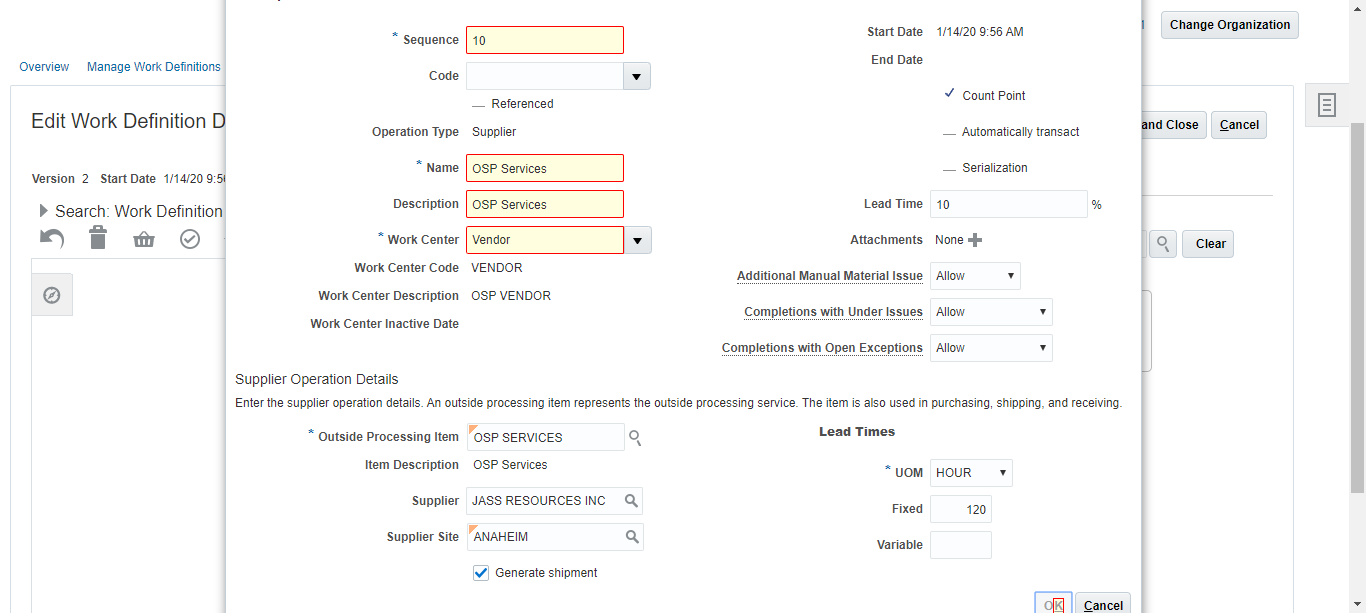 Change Organization
Overview Manage Work Definitions
Edit Work Definition D
and Close Cancel
Version 2 Start Date 1/14/20 9:56
Search: Work Definition
Clear
* Sequence 10
Code
Referenced
Operation Type Supplier
* Name OSP Services
Description OSP Services
* Work Center Vendor
Work Center Code VENDOR
Work Center Description OSP VENDOR
Work Center Inactive Date
Start Date 1/14/20 9:56 AM
End Date
Count Point
Automatically transact
Serialization
Lead Time 10 %
Attachments None
Additional Manual Material Issue Allow
Completions with Under Issues Allow
Completions with Open Exceptions Allow
Supplier Operation Details
Enter the supplier operation details. An outside processing item represents the outside processing service. The item is also used in purchasing, shipping, and receiving.
* Outside Processing Item OSP SERVICES
Item Description OSP Services
Supplier JASS RESOURCES INC
Supplier Site ANAHEIM
Generate shipment
Lead Times
* UOM HOUR
Fixed 120
Variable
OK Cancel